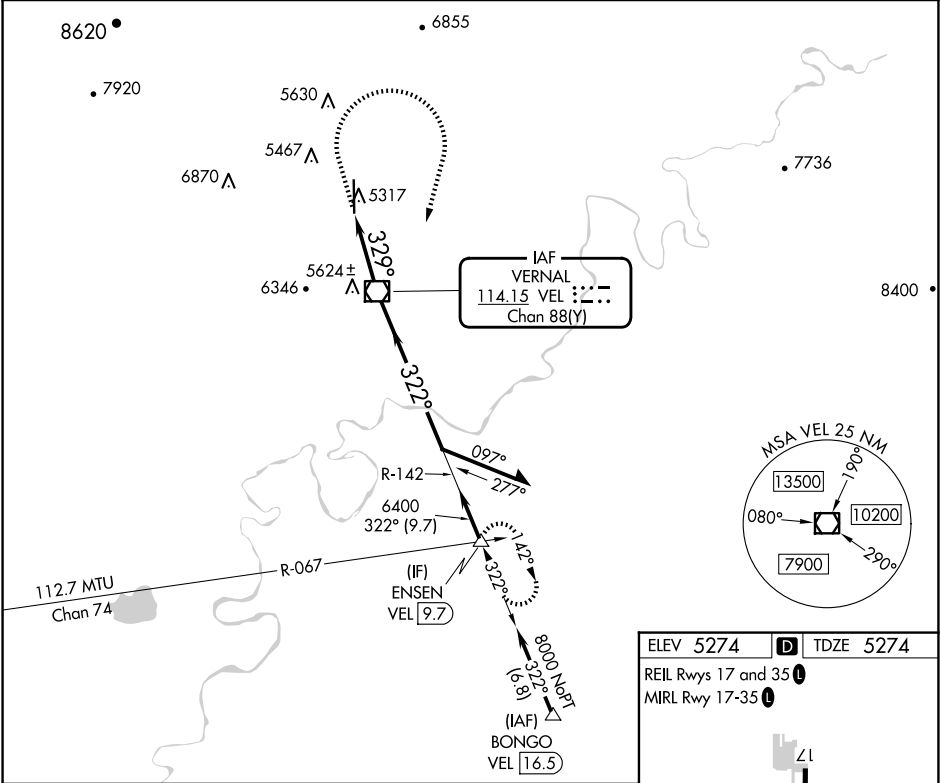 8620
6855
7920
5630
5467
7736
6870
5317
329°
5624±
6346
IAF
VERNAL
114.15 VEL
Chan 88(Y)
8400
322°
097°
277°
R-142
6400
322° (9.7)
142°
322°
R-067
112.7 MTU
Chan 74
(IF)
ENSEN
VEL 9.7
8000 NoPT
322°
(6.8)
(IAF)
BONGO
VEL 16.5
MSA VEL 25 NM
190°
13500
080°
10200
7900
290°
ELEV 5274 D TDZE 5274
REIL Rwys 17 and 35 L
MIRL Rwy 17-35 L
17